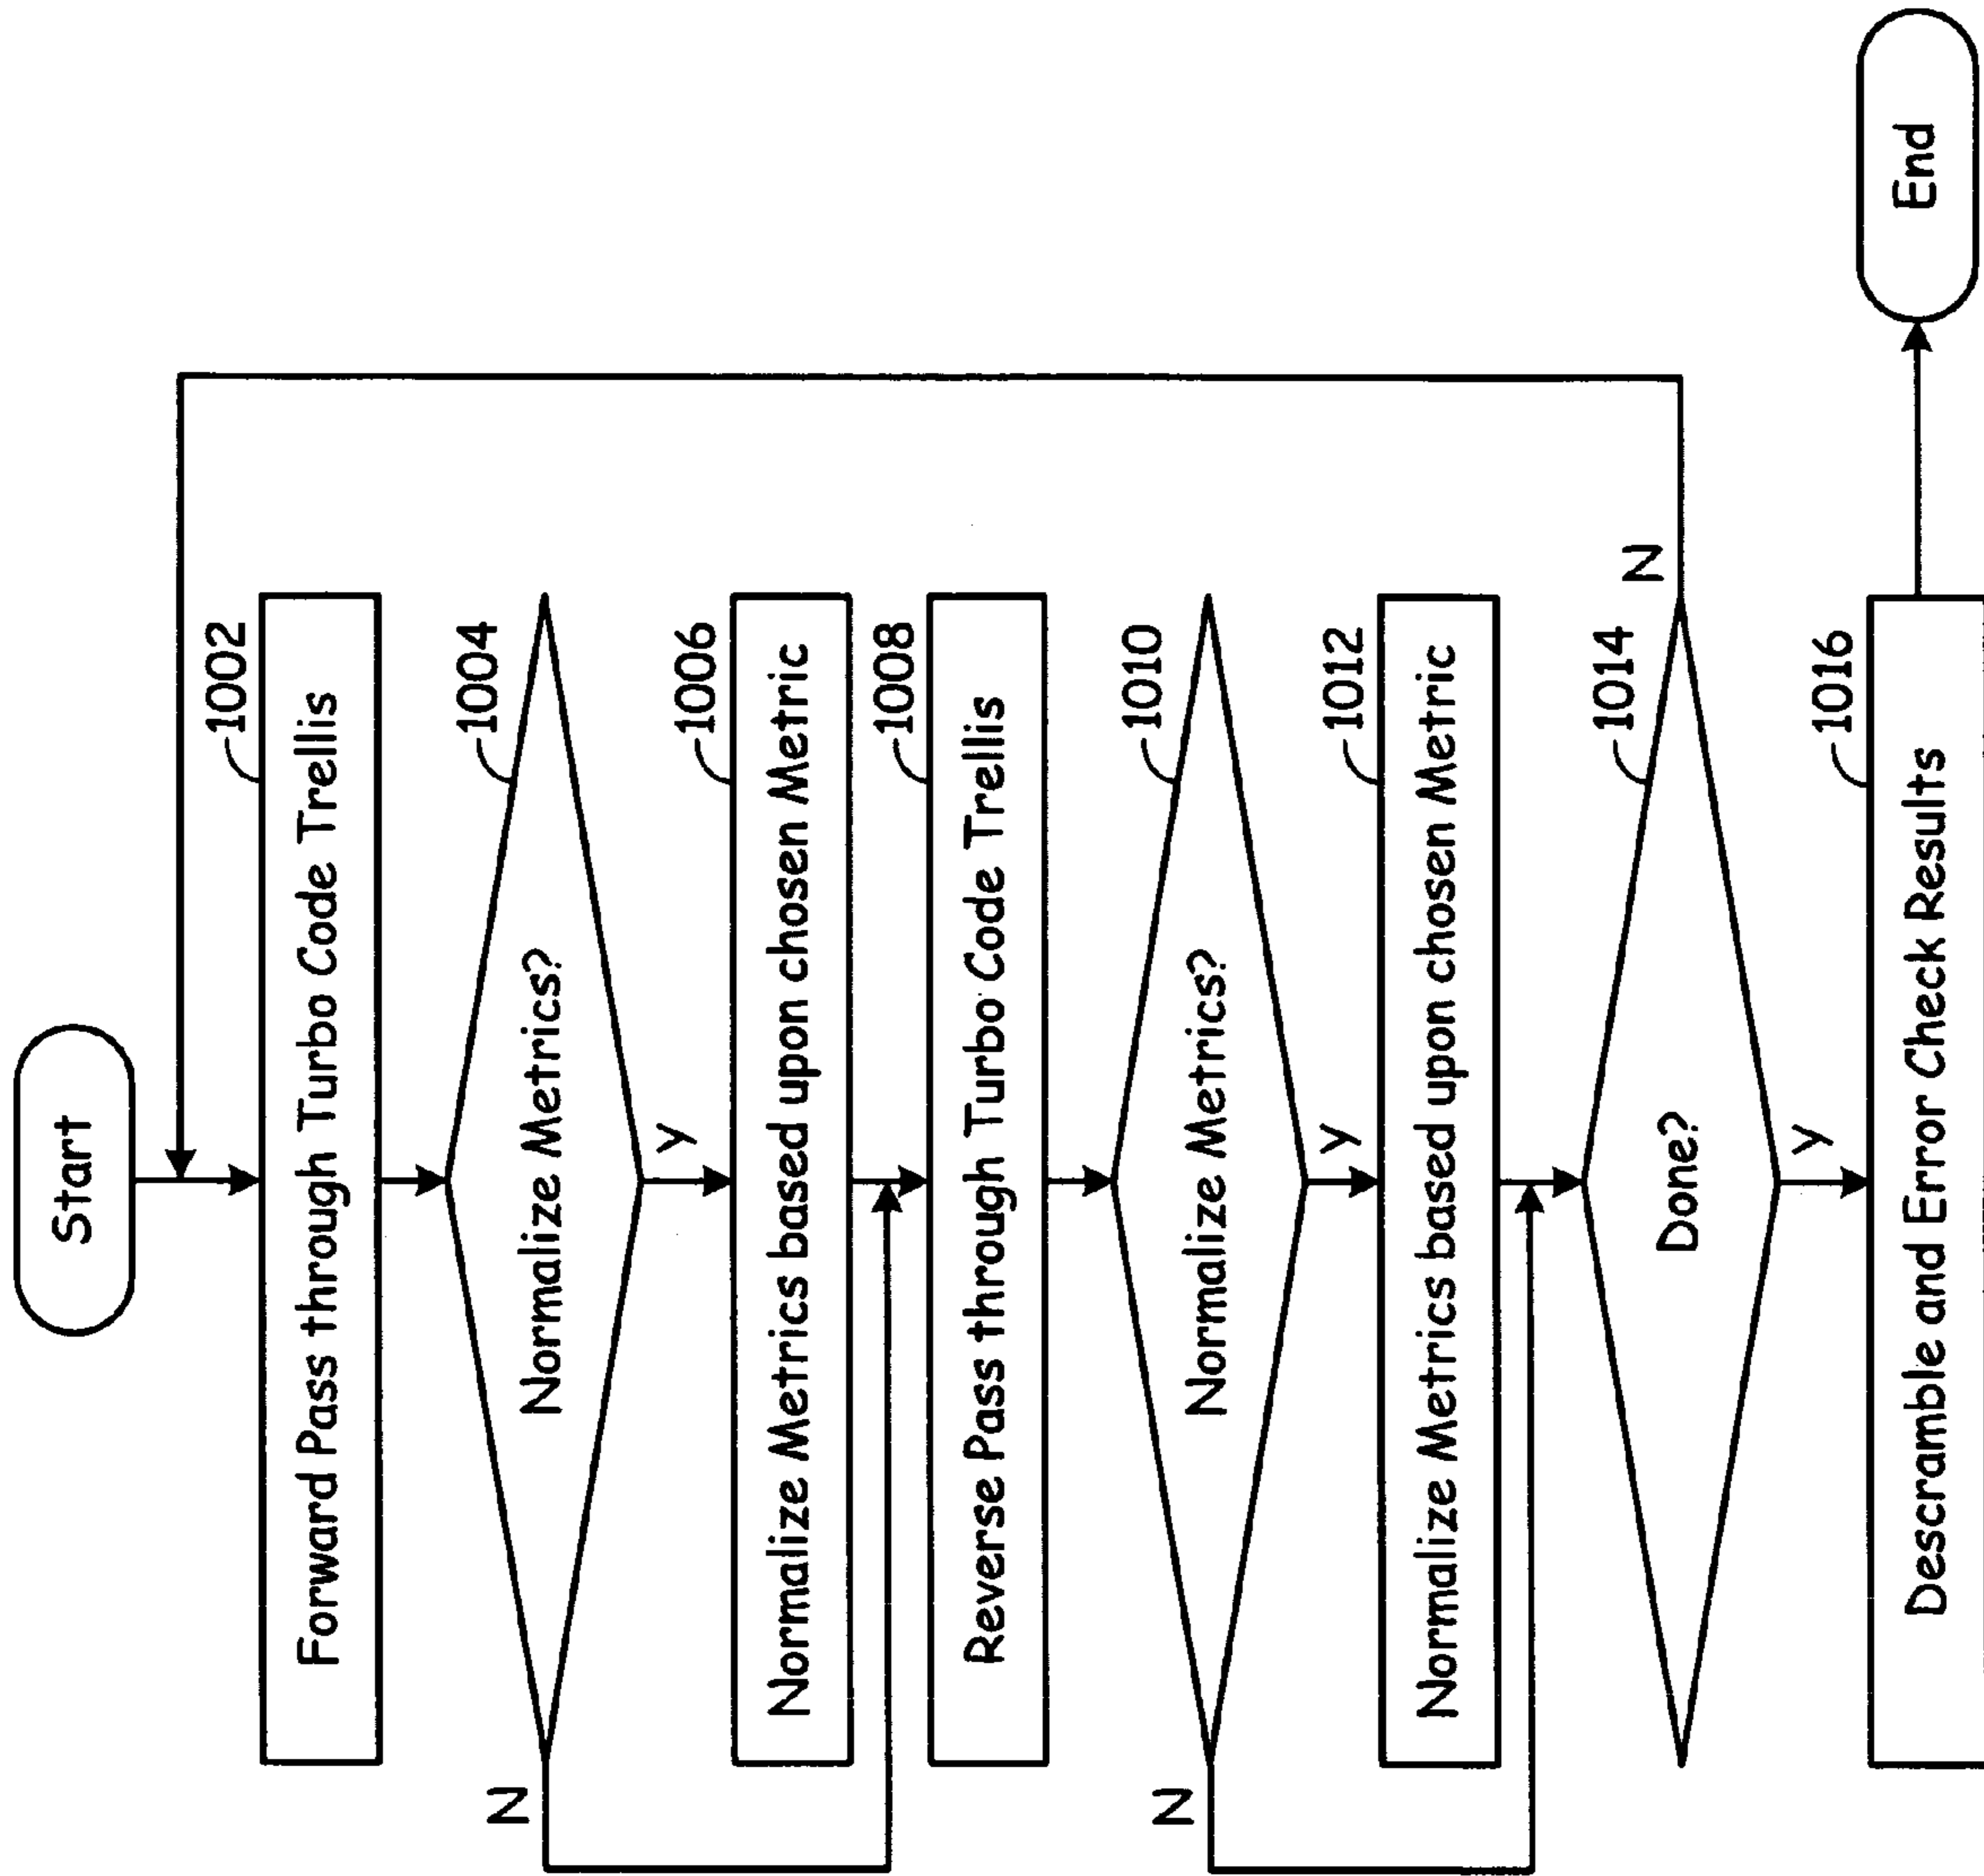 Start
1002
Forward Pass through Turbo Code Trellis
1004
Normalize Metrics?
N
Y
1006
Normalize Metrics based upon chosen Metric
1008
Reverse Pass through Turbo Code Trellis
1010
Normalize Metrics?
N
Y
1012
Normalize Metrics based upon chosen Metric
1014
Done?
N
Y
1016
Descramble and Error Check Results
End